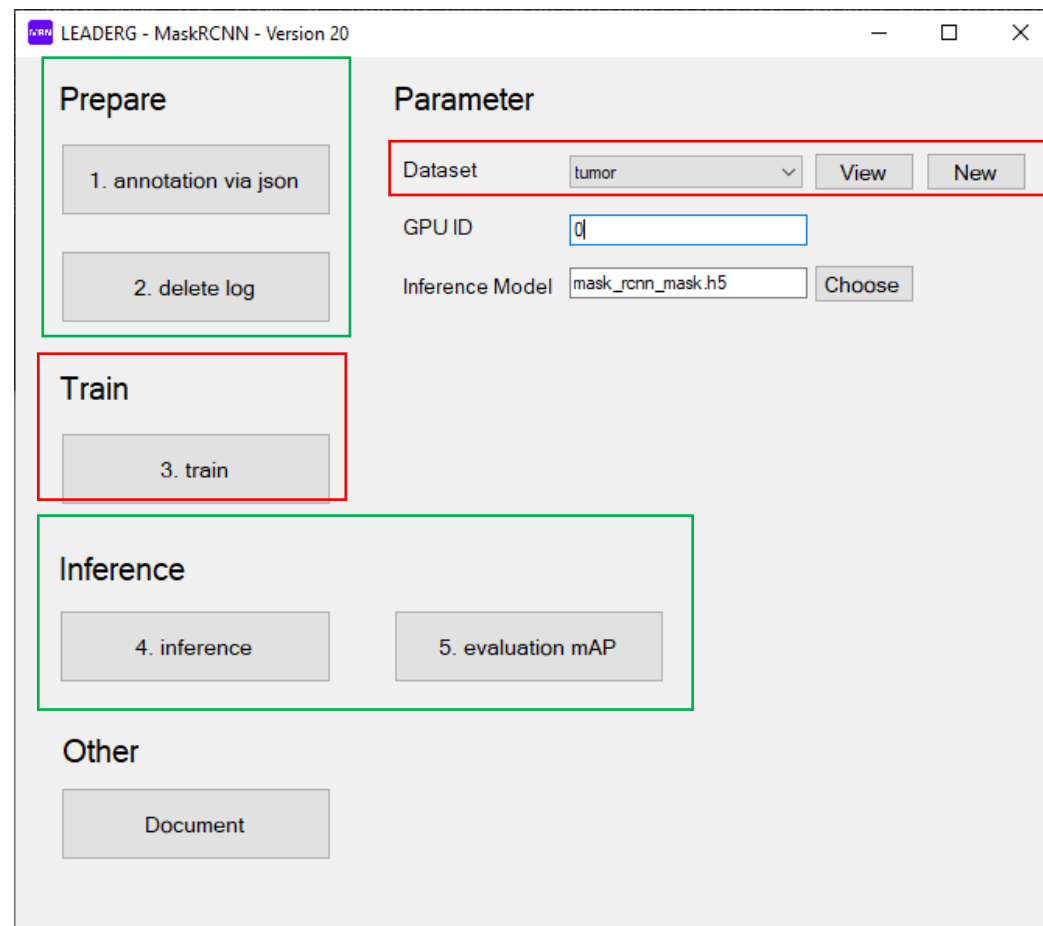 LEADERG - MaskRCNN - Version 20
Prepare
1. annotation via json
2. delete log
Train
3. train
Inference
4. inference
5. evaluation mAP
Other
Document
Parameter
Dataset tumor View New
GPU ID 0
Inference Model mask_rcnn_mask.h5 Choose